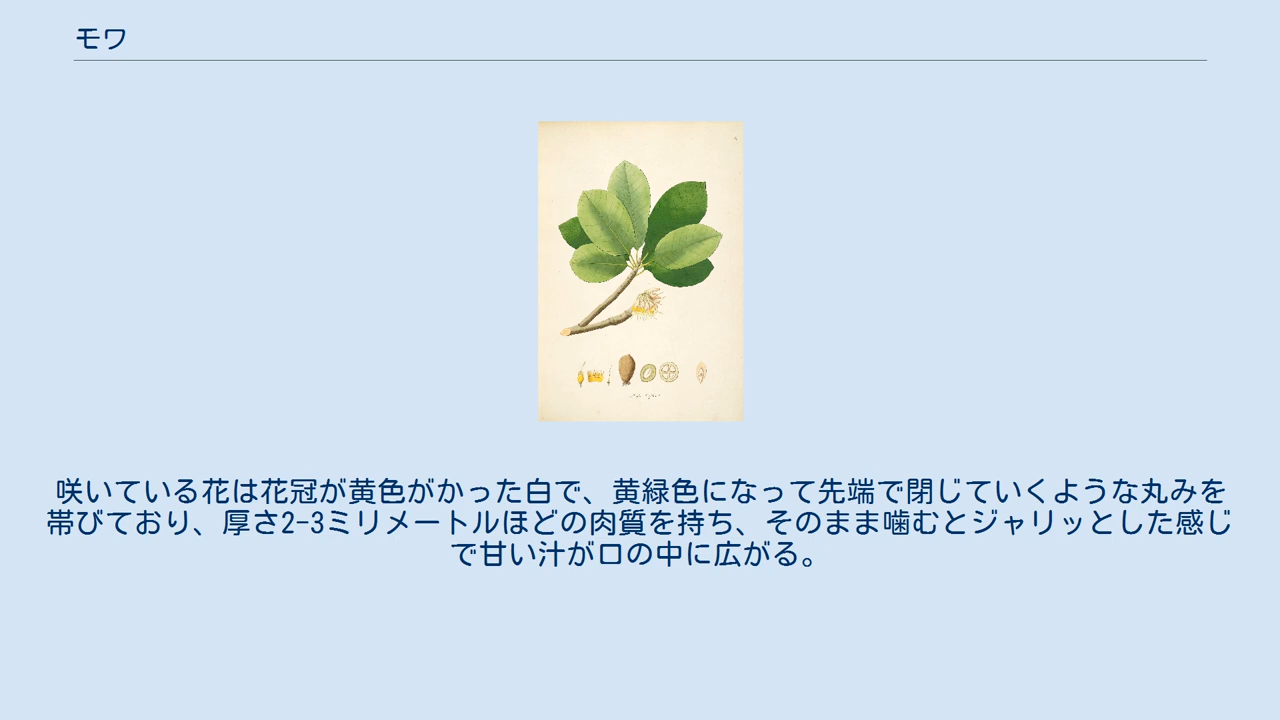 モワ
咲いている花は花冠が黄色がかった白で、黄緑色になって先端で閉じていくような丸みを
帯びており、厚さ2-3ミリメートルほどの肉質を持ち、そのまま噛むとジャリッとした感じ
で甘い汁が口の中に広がる。